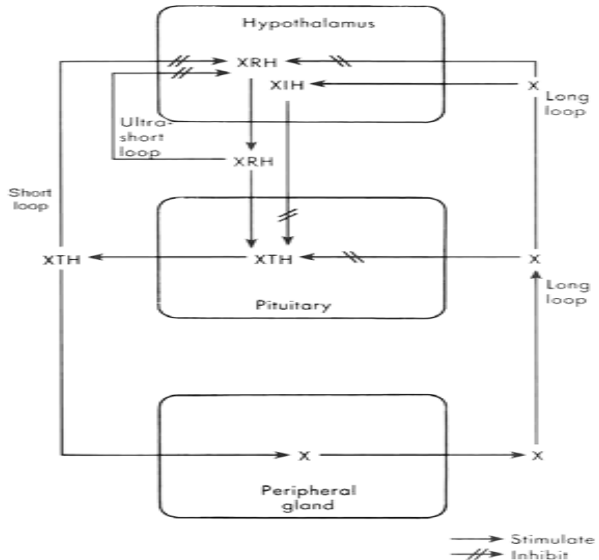 Hypothalamus
XRH
XIH
X
Long
loop
Ultra-
short
loop
XRH
Short
loop
XTH
XTH
X
Long
loop
Pituitary
X
X
Peripheral
gland
Stimulate
Inhibit